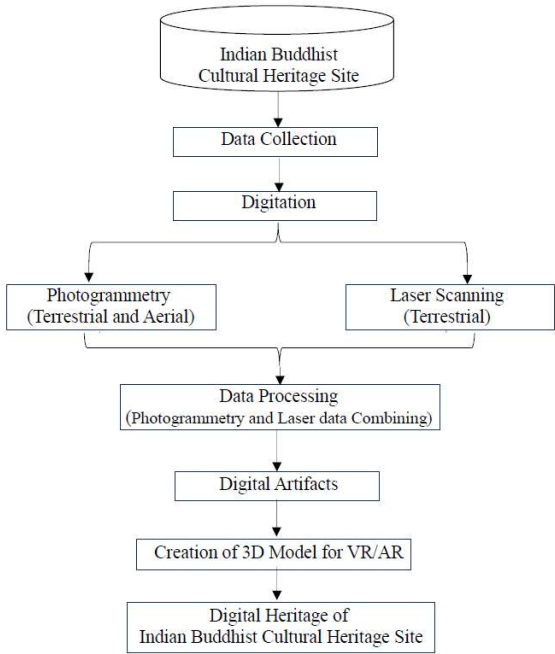 Indian Buddhist
Cultural Heritage Site
Data Collection
Digitation
Photogrammetry
(Terrestrial and Aerial)
Laser Scanning
(Terrestrial)
Data Processing
(Photogrammetry and Laser data Combining)
Digital Artifacts
Creation of 3D Model for VR/AR
Digital Heritage of
Indian Buddhist Cultural Heritage Site